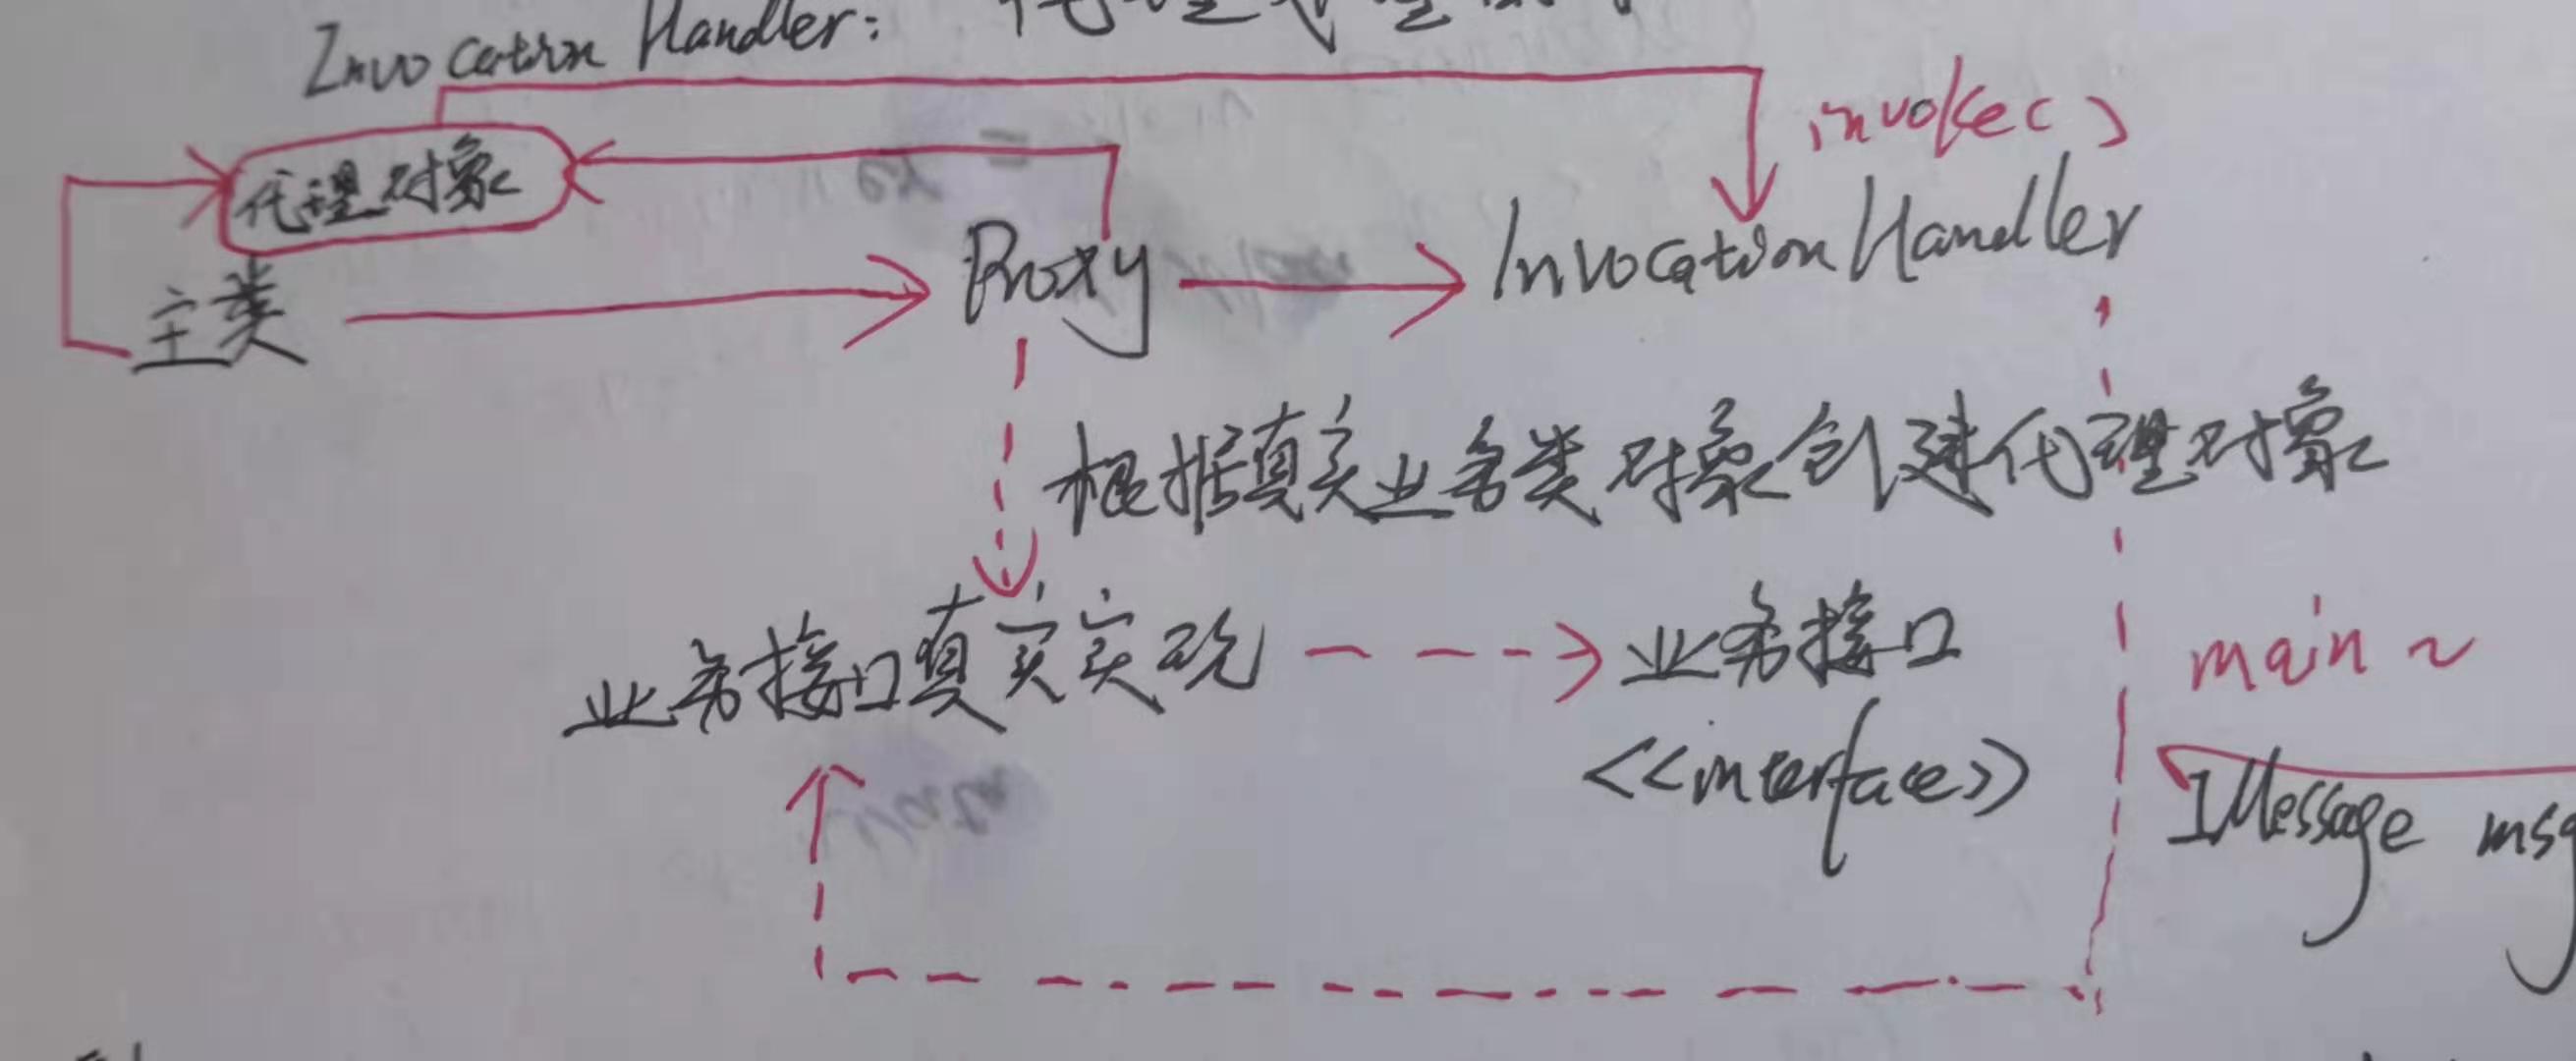 Invocation Handler:
invoke()
代理对象
Proxy
InvocationHandler
主类
根据真实业务类对象创建代理对象
业务接口真实实现
业务接口
main ~
<<interface>>
IMessage msg